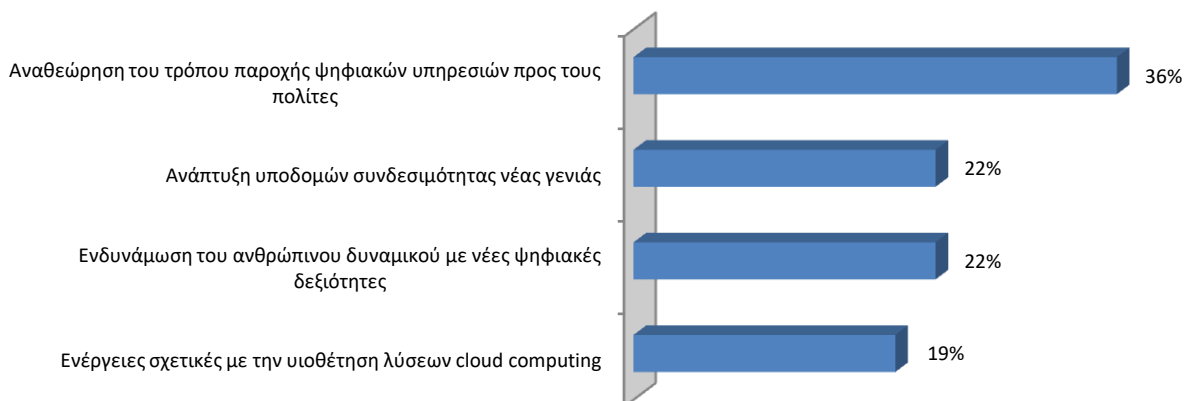 Αναθεώρηση του τρόπου παροχής ψηφιακών υπηρεσιών προς τους
πολίτες
36%
Ανάπτυξη υποδομών συνδεσιμότητας νέας γενιάς
22%
Ενδυνάμωση του ανθρώπινου δυναμικού με νέες ψηφιακές
δεξιότητες
22%
Ενέργειες σχετικές με την υιοθέτηση λύσεων cloud computing
19%